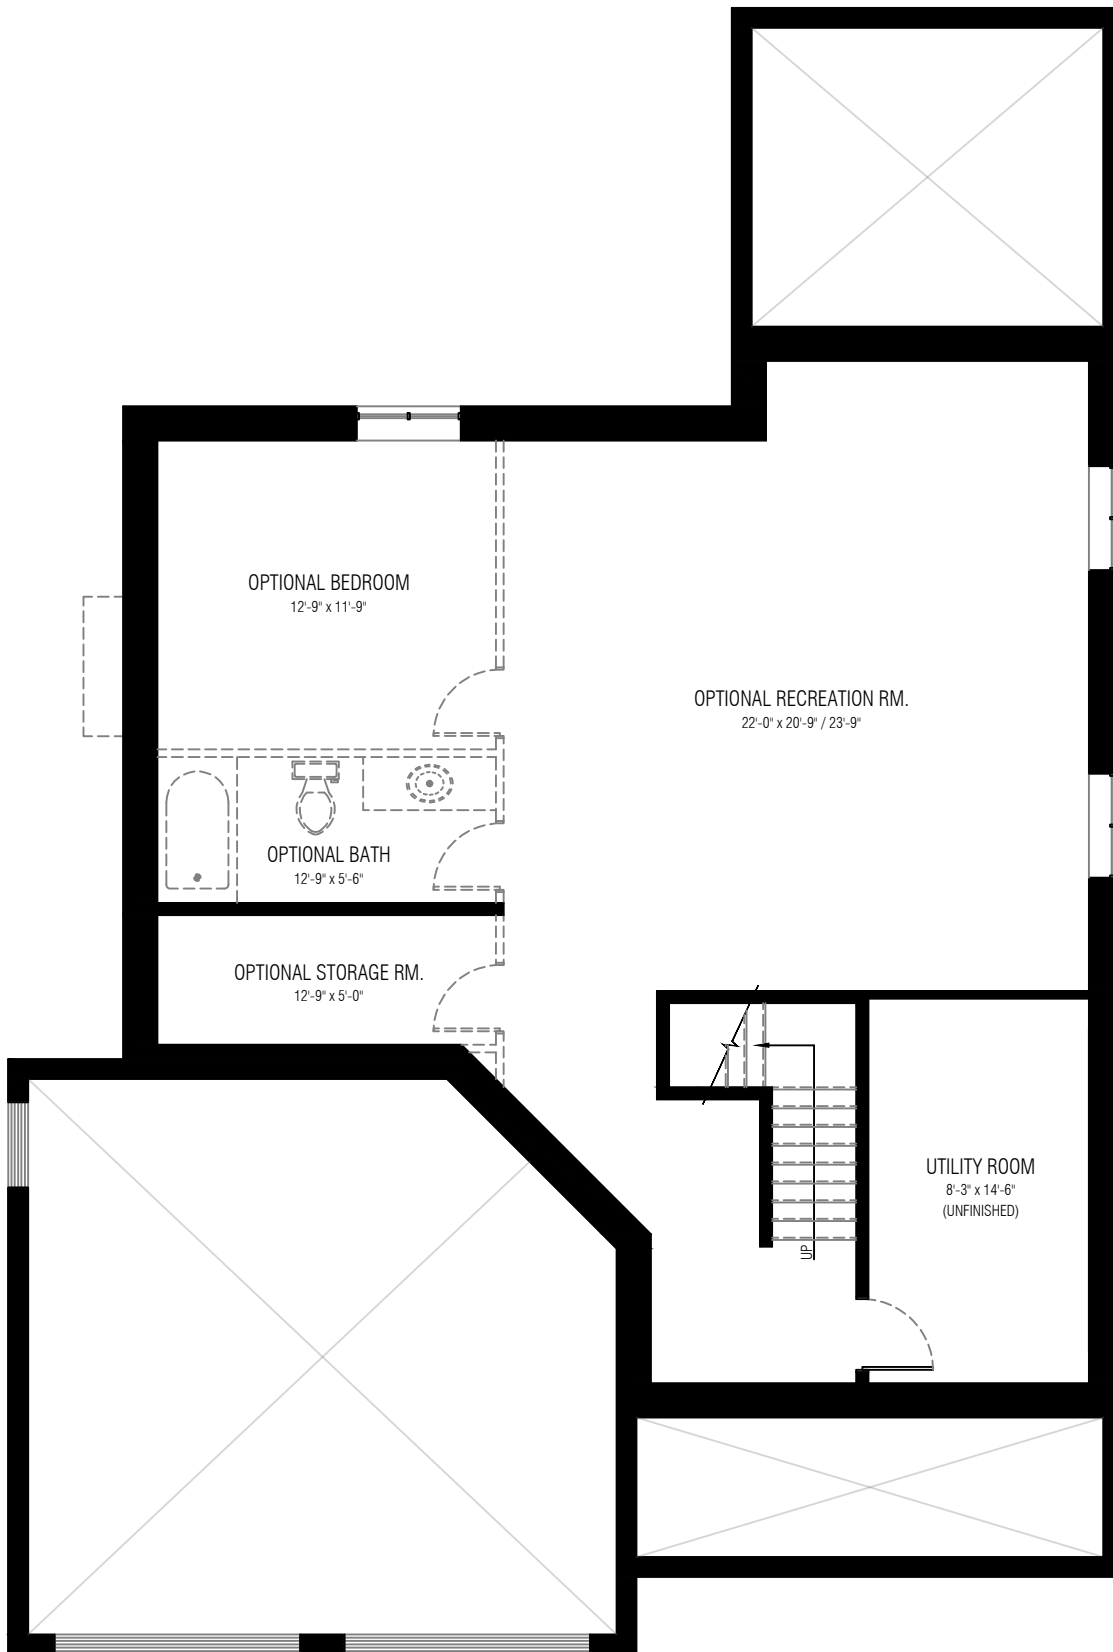 OPTIONAL BEDROOM
12'-9" x 11'-9"
OPTIONAL RECREATION RM.
22'-0" x 20'-9" / 23'-9"
OPTIONAL BATH
12'-9" x 5'-6"
OPTIONAL STORAGE RM.
12'-9" x 5'-0"
UTILITY ROOM
8'-3" x 14'-6"
(UNFINISHED)
UP